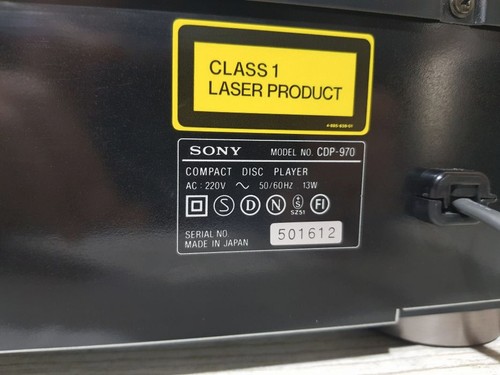 CLASS 1
LASER PRODUCT
SONY MODEL NO. CDP-970
COMPACT DISC PLAYER
AC: 220V ~ 50/60HZ 13W
S D N S FI
SZ51
SERIAL NO. 501612
MADE IN JAPAN